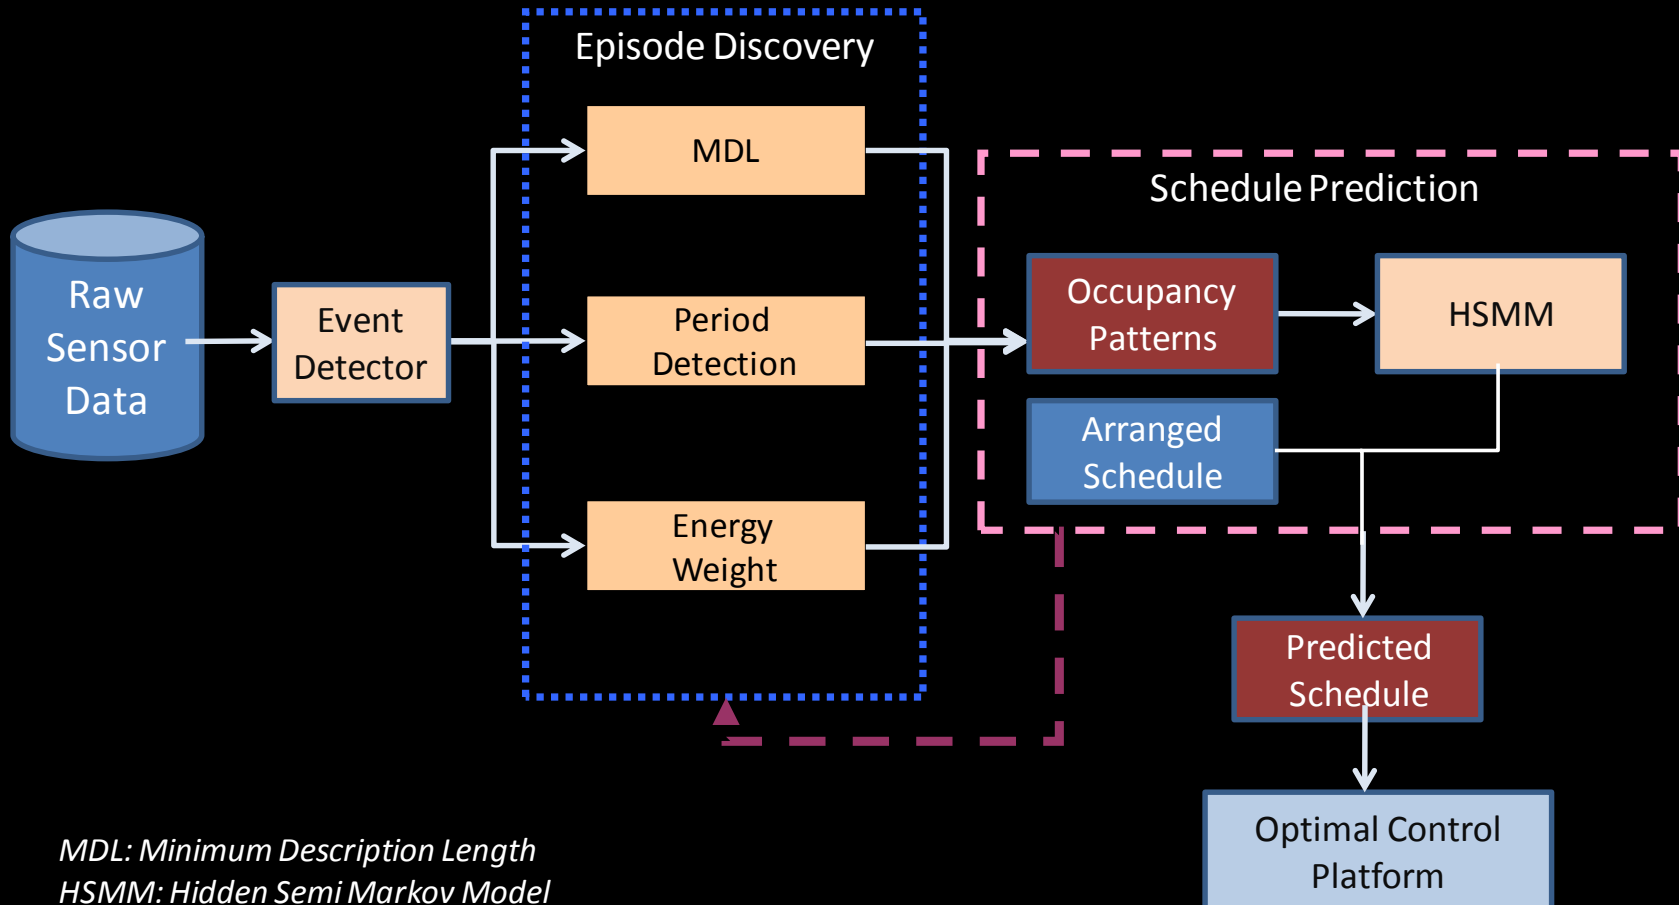 Episode Discovery
MDL
Schedule Prediction
Raw
Sensor
Data
Event
Detector
Period
Detection
Occupancy
Patterns
HSMM
Arranged
Schedule
Energy
Weight
Predicted
Schedule
Optimal Control
Platform
MDL: Minimum Description Length
HSMM: Hidden Semi Markov Model